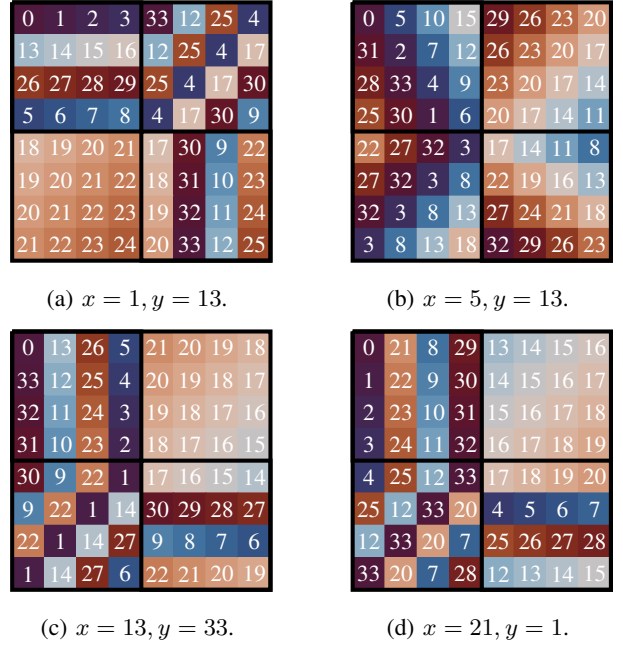 0 1 2 3 33 12 25 4
13 14 15 16 12 25 4 17
26 27 28 29 25 4 17 30
5 6 7 8 4 17 30 9
18 19 20 21 17 30 9 22
19 20 21 22 18 31 10 23
20 21 22 23 19 32 11 24
21 22 23 24 20 33 12 25
(a) x = 1, y = 13.
0 5 10 15 29 26 23 20
31 2 7 12 26 23 20 17
28 33 4 9 23 20 17 14
25 30 1 6 20 17 14 11
22 27 32 3 17 14 11 8
27 32 3 8 22 19 16 13
32 3 8 13 27 24 21 18
3 8 13 18 32 29 26 23
(b) x = 5, y = 13.
0 13 26 5 21 20 19 18
33 12 25 4 20 19 18 17
32 11 24 3 19 18 17 16
31 10 23 2 18 17 16 15
30 9 22 1 17 16 15 14
9 22 1 14 30 29 28 27
22 1 14 27 9 8 7 6
1 14 27 6 22 21 20 19
(c) x = 13, y = 33.
0 21 8 29 13 14 15 16
1 22 9 30 14 15 16 17
2 23 10 31 15 16 17 18
3 24 11 32 16 17 18 19
4 25 12 33 17 18 19 20
25 12 33 20 4 5 6 7
12 33 20 7 25 26 27 28
33 20 7 28 12 13 14 15
(d) x = 21, y = 1.